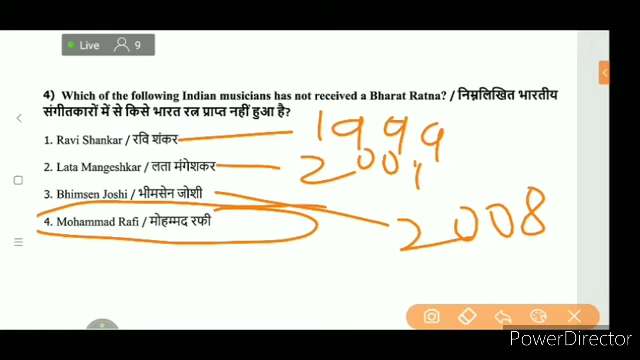 Live 9
4) Which of the following Indian musicians has not received a Bharat Ratna? / निम्नलिखित भारतीय
संगीतकारों में से किसे भारत रत्न प्राप्त नहीं हुआ है?
1. Ravi Shankar / रवि शंकर 1999
2. Lata Mangeshkar / लता मंगेशकर 2001
3. Bhimsen Joshi / भीमसेन जोशी
4. Mohammad Rafi / मोहम्मद रफी 2008
PowerDirector